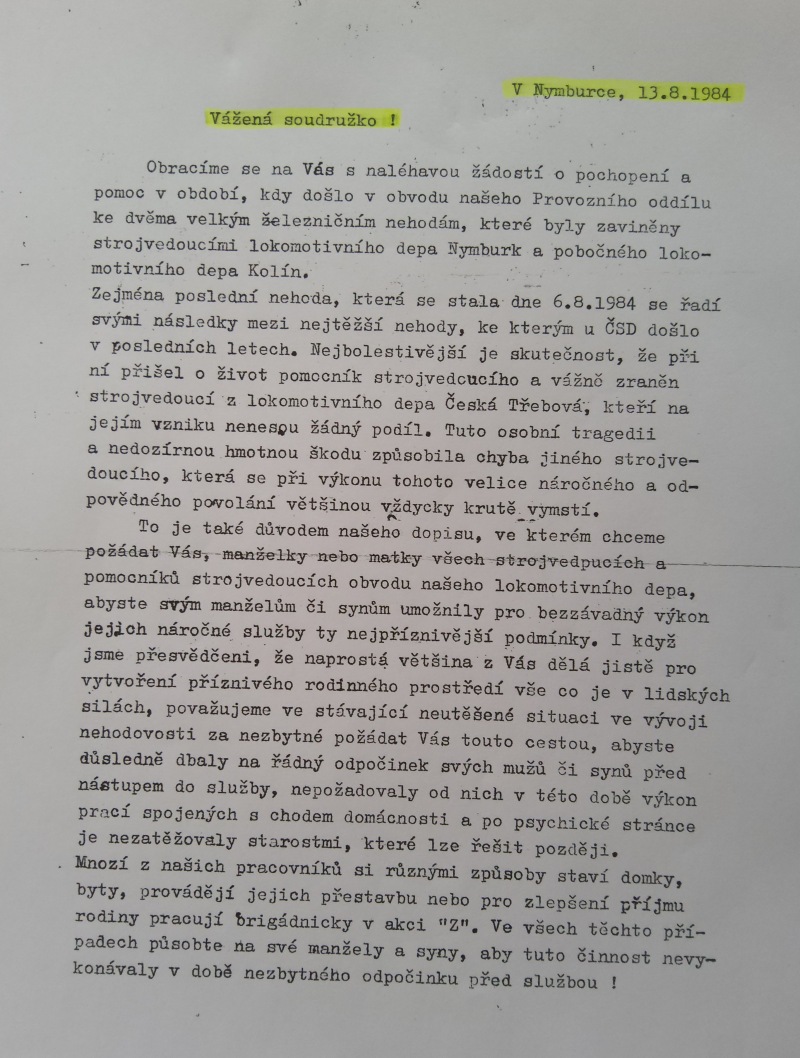 V Nymburce, 13.8.1984
Vážená soudružko !
Obracíme se na Vás s naléhavou žádostí o pochopení a
pomoc v období, kdy došlo v obvodu našeho Provozního oddílu
ke dvěma velkým železničním nehodám, které byly zaviněny
strojvedoucími lokomotivního depa Nymburk a pobočného loko-
motivního depa Kolín.
Zejména poslední nehoda, která se stala dne 6.8.1984 se řadí
svými následky mezi nejtěžší nehody, ke kterým u ČSD došlo
v posledních letech. Nejbolestivější je skutečnost, že při
ní přišel o život pomocník strojvedcucího a vážně zraněn
strojvedoucí z lokomotivního depa Česká Třebová, kteří na
jejím vzniku nenesou žádný podíl. Tuto osobní tragedii
a nedozírnou hmotnou škodu způsobila chyba jiného strojve-
doucího, která se při výkonu tohoto velice náročného a od-
povědného povolání většinou vždycky krutě vymstí.
To je také důvodem našeho dopisu, ve kterém chceme
požádat Vás, manželky nebo matky všech strojvedpucích a
pomocníků strojvedoucích obvodu našeho lokomotivního depa,
abyste svým manželům či synům umožnily pro bezzávadný výkon
jejich náročné služby ty nejpříznivější podmínky. I když
jsme přesvědčeni, že naprostá většina z Vás dělá jistě pro
vytvoření příznivého rodinného prostředí vše co je v lidských
silách, považujeme ve stávající neutěšené situaci ve vývoji
nehodovosti za nezbytné požádat Vás touto cestou, abyste
důsledně dbaly na řádný odpočinek svých mužů či synů před
nástupem do služby, nepožadovaly od nich v této době výkon
prací spojených s chodem domácnosti a po psychické stránce
je nezatěžovaly starostmi, které lze řešit později.
Mnozí z našich pracovníků si různými způsoby staví domky,
byty, provádějí jejich přestavbu nebo pro zlepšení příjmu
rodiny pracují brigádnicky v akci "Z". Ve všech těchto pří-
padech působte na své manžely a syny, aby tuto činnost nevy-
konávaly v době nezbytného odpočinku před službou !